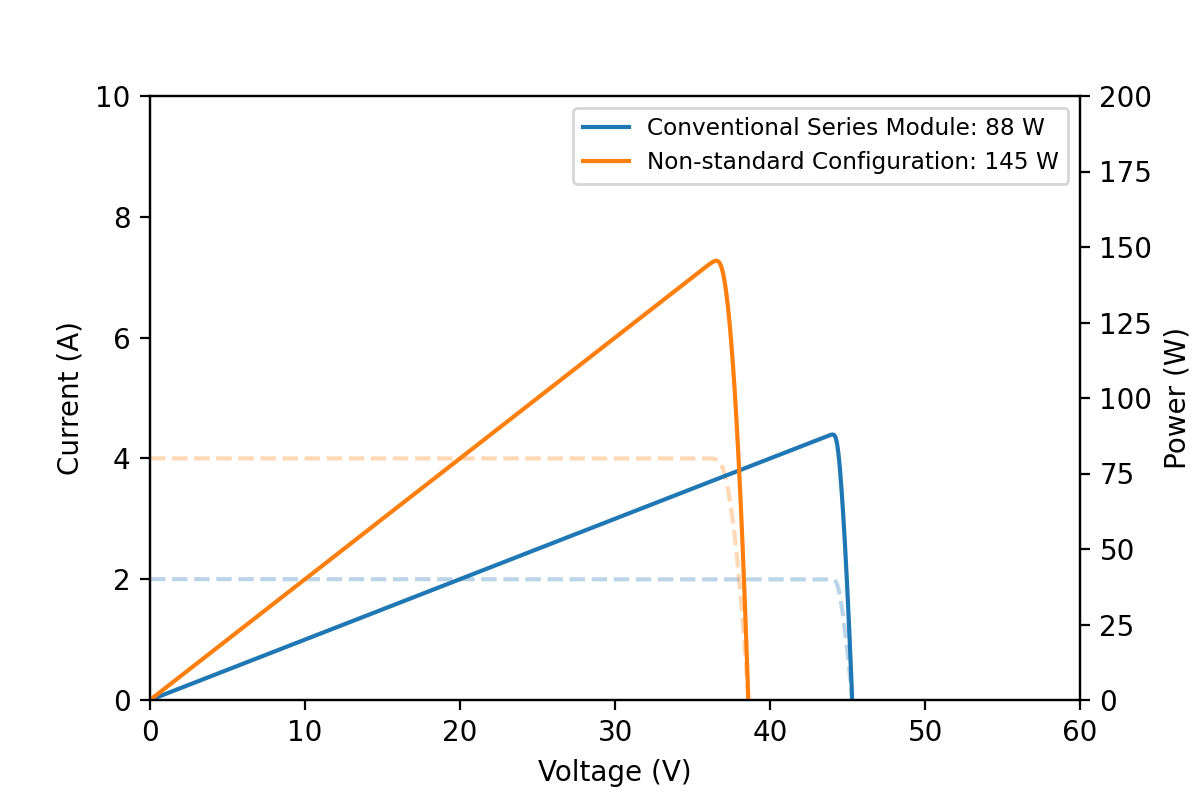 Conventional Series Module: 88 W
Non-standard Configuration: 145 W
10
8
6
4
2
0
Current (A)
200
175
150
125
100
75
50
25
0
Power (W)
0 10 20 30 40 50 60
Voltage (V)